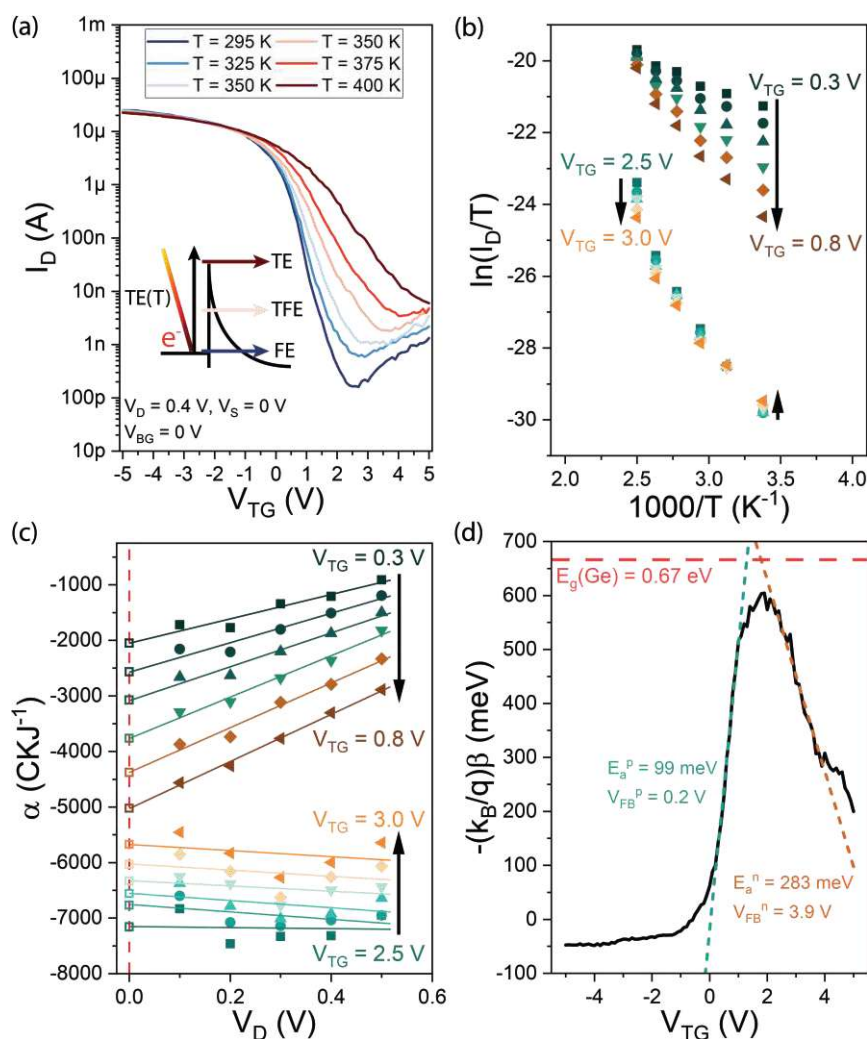 (a)
1m
100μ
10μ
1μ
100n
10n
1n
100p
10p
I_D (A)
T = 295 K
T = 350 K
T = 325 K
T = 375 K
T = 350 K
T = 400 K
TE(T)
e⁻
TE
TFE
FE
V_D = 0.4 V, V_S = 0 V
V_BG = 0 V
-5 -4 -3 -2 -1 0 1 2 3 4 5
V_TG (V)
(b)
-20
-22
-24
-26
-28
-30
ln(I_D/T)
V_TG = 0.3 V
V_TG = 2.5 V
V_TG = 3.0 V
V_TG = 0.8 V
2.0 2.5 3.0 3.5 4.0
1000/T (K⁻¹)
(c)
-1000
-2000
-3000
-4000
-5000
-6000
-7000
-8000
α (CKJ⁻¹)
V_TG = 0.3 V
V_TG = 0.8 V
V_TG = 3.0 V
V_TG = 2.5 V
0.0 0.2 0.4 0.6
V_D (V)
(d)
700
600
500
400
300
200
100
0
-100
-(k_B/q)β (meV)
E_g(Ge) = 0.67 eV
E_a^p = 99 meV
V_FB^p = 0.2 V
E_a^n = 283 meV
V_FB^n = 3.9 V
-4 -2 0 2 4
V_TG (V)